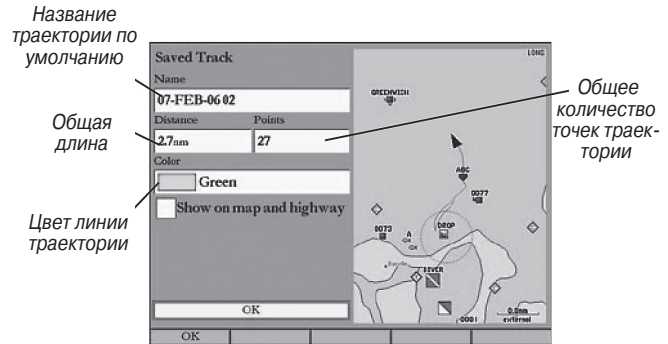 Название
траектории по
умолчанию
Общая
длина
Цвет линии
траектории
Saved Track
Name
07-FEB-06 02
Distance
Points
2.7nm
27
Color
Green
Show on map and highway
OK
OK
LONG
GREENWICH
ABC
0077
0073
A
DROP
RIVER
0001
0.0nm
external
Общее
количество
точек траек-
тории